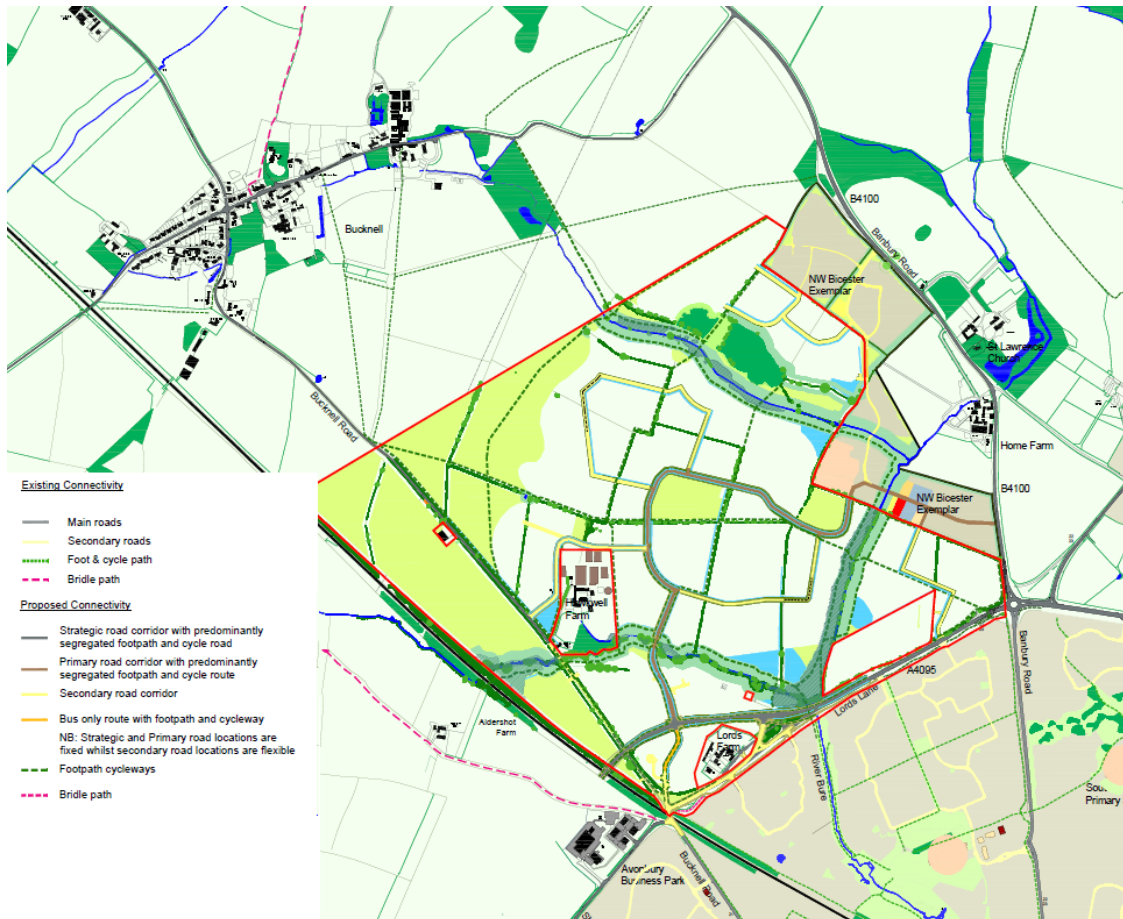 B4100
Banbury Road
Bucknell
NW Bicester
Exemplar
St Lawrence
Church
Bucknell Road
Home Farm
B4100
NW Bicester
Exemplar
Existing Connectivity
Main roads
Secondary roads
Foot & cycle path
Bridle path
Proposed Connectivity
Strategic road corridor with predominantly
segregated footpath and cycle road
Primary road corridor with predominantly
segregated footpath and cycle route
Secondary road corridor
Bus only route with footpath and cycleway
NB: Strategic and Primary road locations are
fixed whilst secondary road locations are flexible
Footpath cycleways
Bridle path
Farm
Banbury Road
A4095
Lords Lane
Aldershot
Farm
Lords
Farm
River Bure
Sou
Primary
Avonbury
Business Park
Bucknell Road